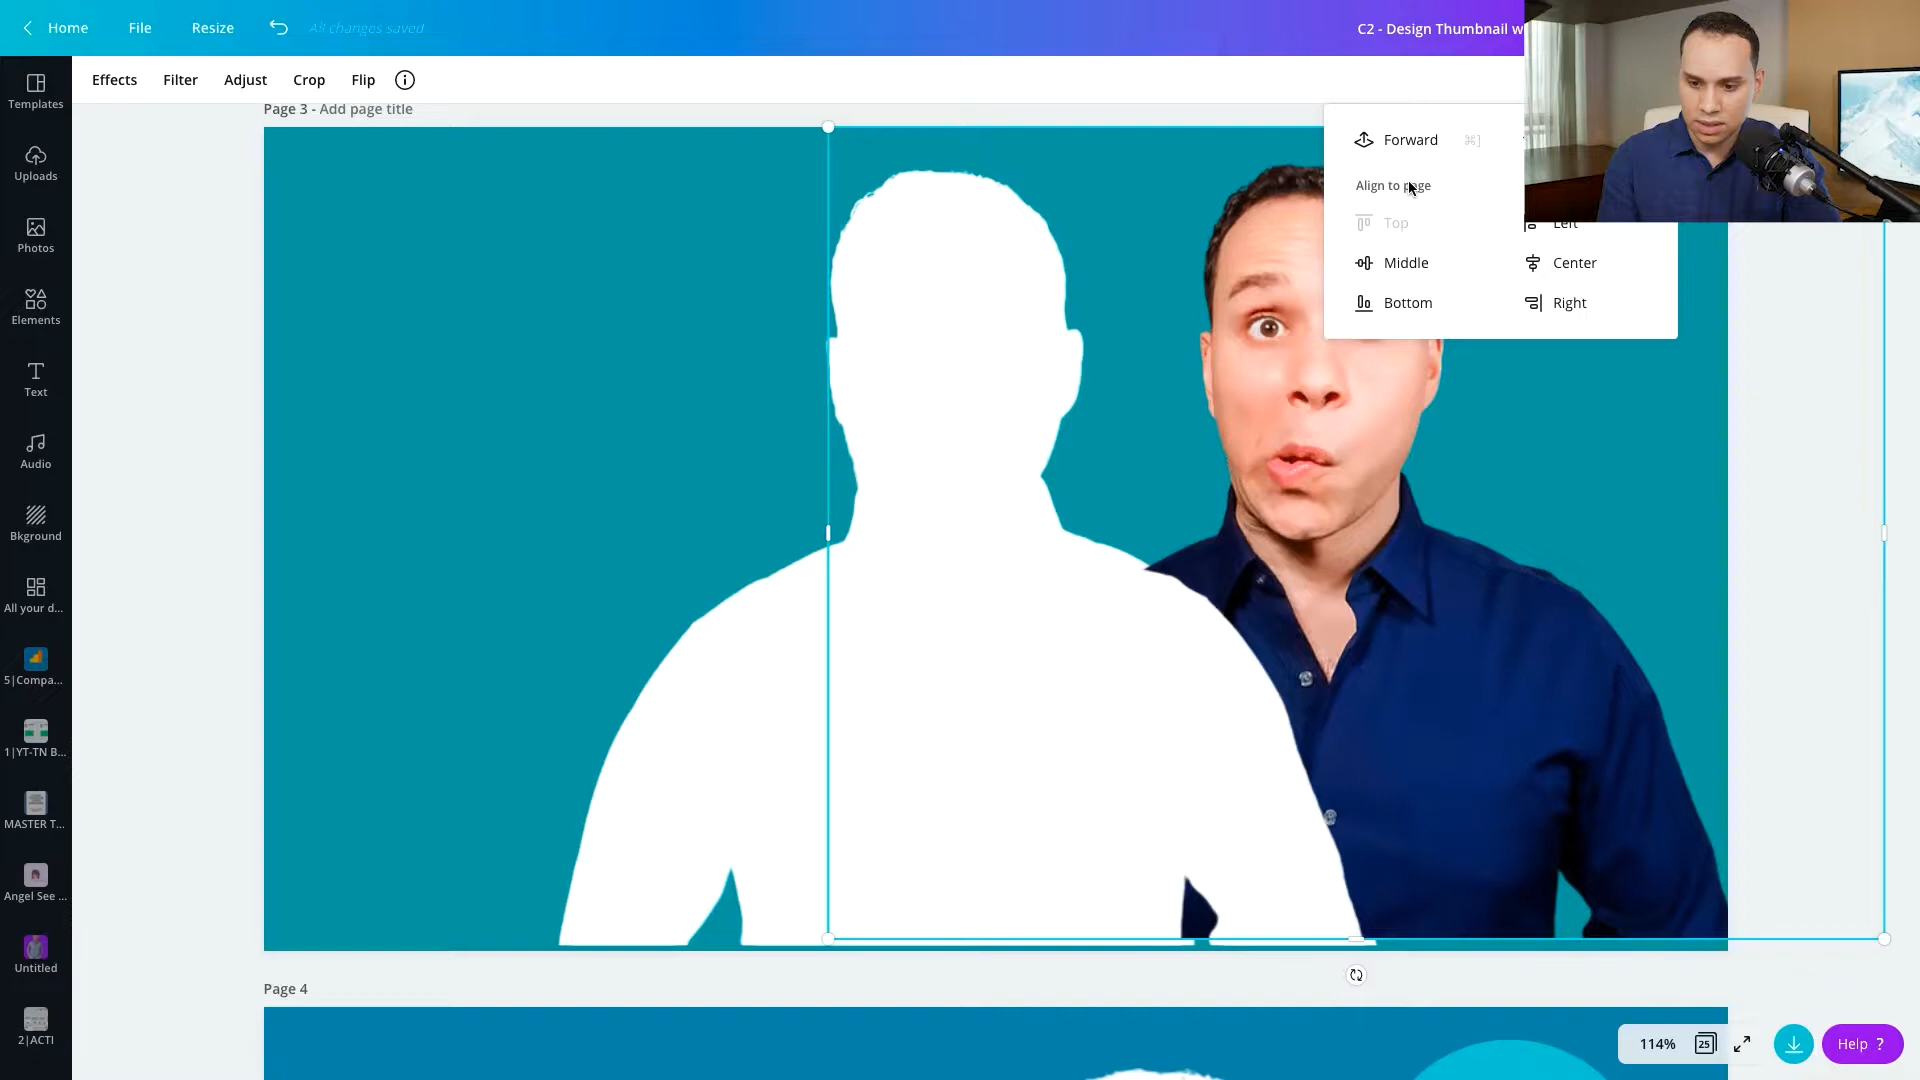 Home
File
Resize
All changes saved
C2 - Design Thumbnail w
Effects
Filter
Adjust
Crop
Flip
Page 3 - Add page title
Templates
Uploads
Photos
Elements
Text
Audio
Bkground
All your d...
5|Compa...
1|YT-TN B...
MASTER T...
Angel See ...
Untitled
2|ACTI
Forward ⌘]
Align to page
Top
Left
Middle
Center
Bottom
Right
Page 4
114%
25
Help ?